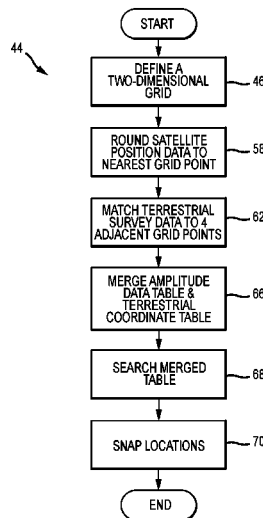 START
44
DEFINE A
TWO-DIMENSIONAL
GRID
46
ROUND SATELLITE
POSITION DATA TO
NEAREST GRID POINT
58
MATCH TERRESTRIAL
SURVEY DATA TO 4
ADJACENT GRID POINTS
62
MERGE AMPLITUDE
DATA TABLE &
TERRESTRIAL
COORDINATE TABLE
66
SEARCH MERGED
TABLE
68
SNAP LOCATIONS
70
END